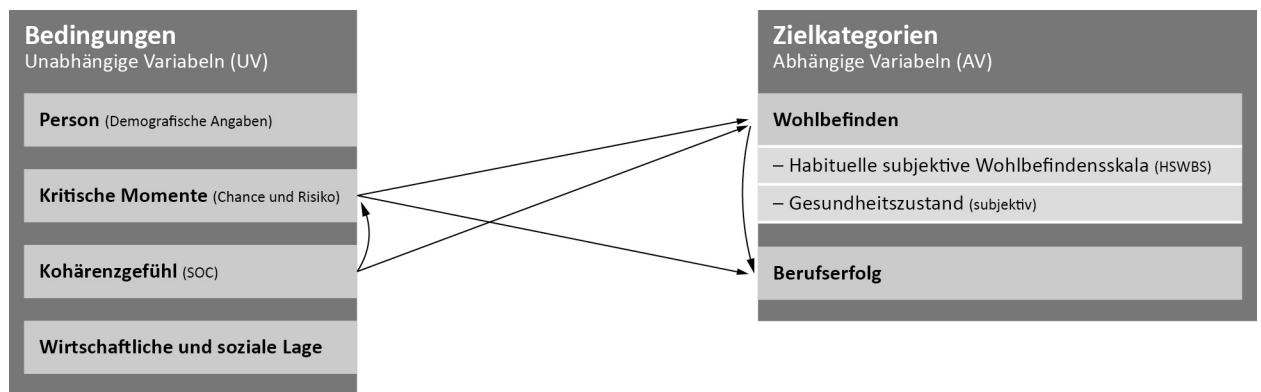 Bedingungen
Unabhängige Variabeln (UV)
Person (Demografische Angaben)
Kritische Momente (Chance und Risiko)
Kohärenzgefühl (SOC)
Wirtschaftliche und soziale Lage
Zielkategorien
Abhängige Variabeln (AV)
Wohlbefinden
– Habituelle subjektive Wohlbefindensskala (HSWBS)
– Gesundheitszustand (subjektiv)
Berufserfolg